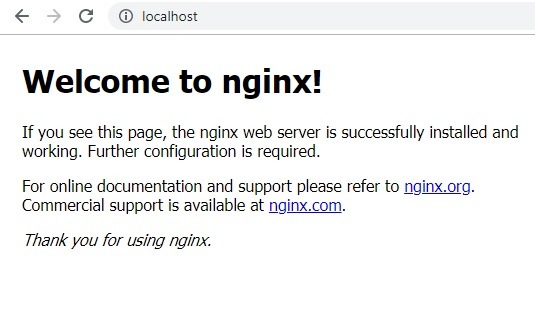 localhost
Welcome to nginx!
If you see this page, the nginx web server is successfully installed and
working. Further configuration is required.
For online documentation and support please refer to nginx.org.
Commercial support is available at nginx.com.
Thank you for using nginx.